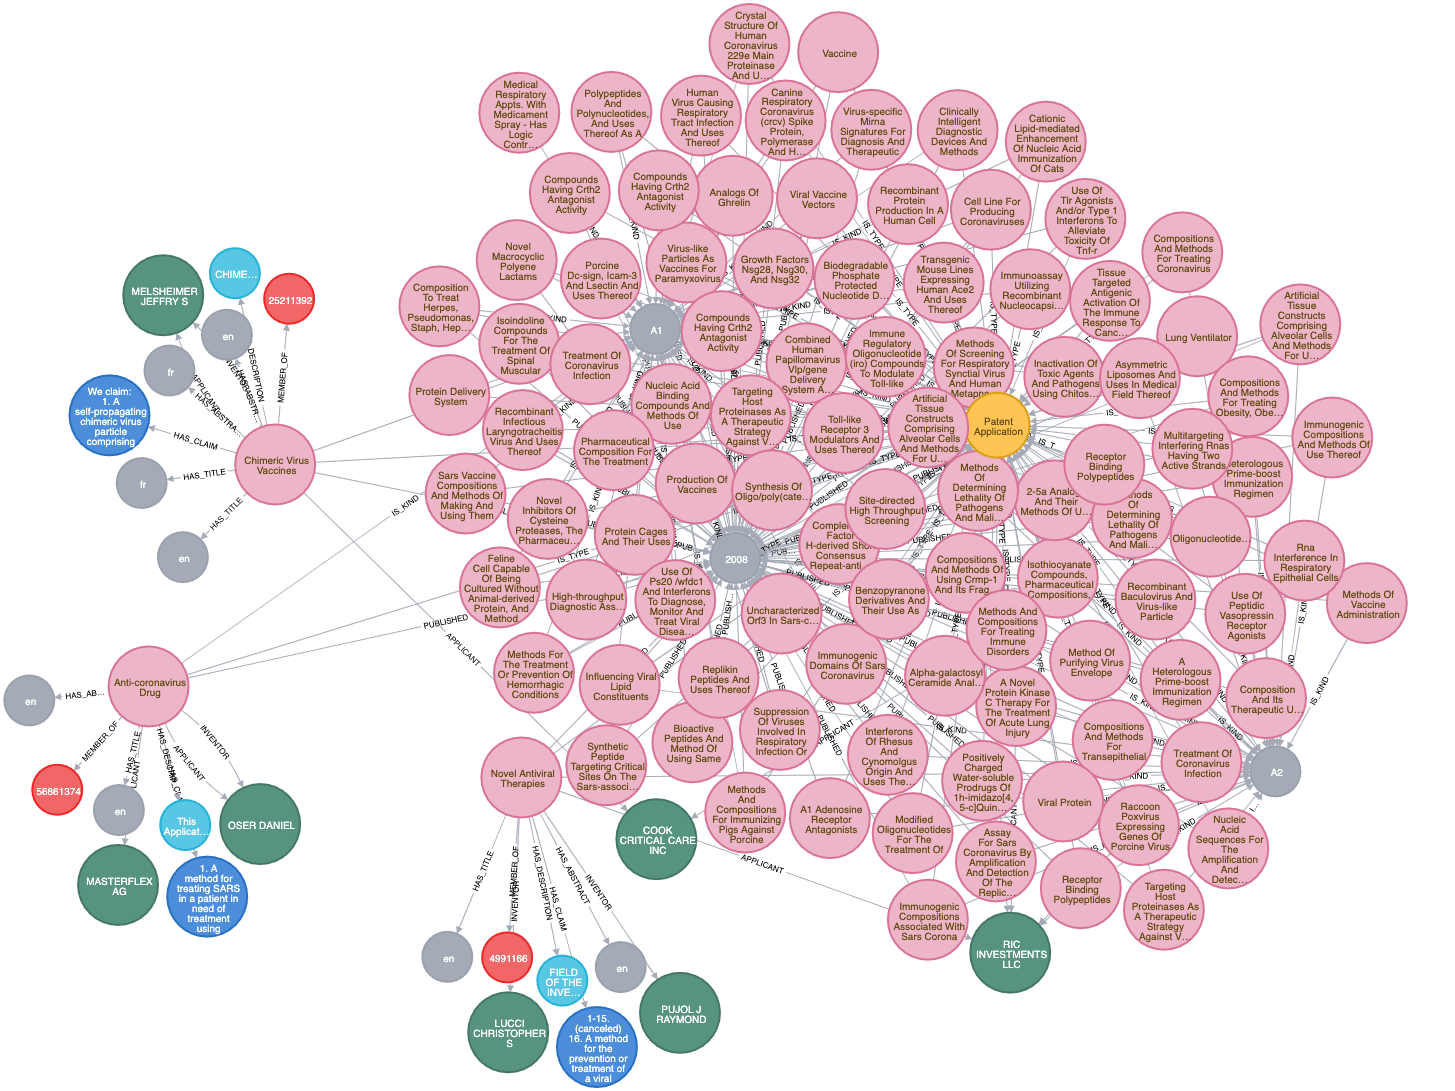 Crystal
Structure Of
Human
Coronavirus
229e Main
Proteinase
And U...
Vaccine
Medical
Respiratory
Appts. With
Medicament
Spray - Has
Logic
Contr...
Polypeptides
And
Polynucleotides,
And Uses
Thereof As A
Human
Virus Causing
Respiratory
Tract Infection
And Uses
Thereof
Canine
Respiratory
Coronavirus
(crcv) Spike
Protein,
Polymerase
And H...
Virus-specific
Mirna
Signatures For
Diagnosis And
Therapeutic
Clinically
Intelligent
Diagnostic
Devices And
Methods
Cationic
Lipid-mediated
Enhancement
Of Nucleic Acid
Immunization
Of Cats
Compounds
Having Crth2
Antagonist
Activity
Compounds
Having Crth2
Antagonist
Activity
Analogs Of
Ghrelin
Viral Vaccine
Vectors
Recombinant
Protein
Production In A
Human Cell
Cell Line For
Producing
Coronaviruses
Use Of
Tlr Agonists
And/or Type 1
Interferons To
Alleviate
Toxicity Of
Tnf-r
Compositions
And Methods
For Treating
Coronavirus
Novel
Macrocyclic
Polyene
Lactams
Porcine
Dc-sign, Icam-3
And Lsectin And
Uses Thereof
Virus-like
Particles As
Vaccines For
Paramyxovirus
Growth Factors
Nsg28, Nsg30,
And Nsg32
Biodegradable
Phosphate
Protected
Nucleotide D...
Transgenic
Mouse Lines
Expressing
Human Ace2
And Uses
Thereof
Immunoassay
Utilizing
Recombinant
Nucleocapsi...
Tissue
Targeted
Antigenic
Activation Of
The Immune
Response To
Canc...
MELSHEIMER
JEFFRY S
CHIME...
25211392
en
fr
Composition
To Treat
Herpes,
Pseudomonas,
Staph, Hep...
Isoindoline
Compounds
For The
Treatment Of
Spinal
Muscular
A1
Compounds
Having Crth2
Antagonist
Activity
Combined
Human
Papillomavirus
Vlp/gene
Delivery
System A...
Immune
Regulatory
Oligonucleotide
(iro) Compounds
To Modulate
Toll-like
Methods
Of Screening
For Respiratory
Synctial Virus
And Human
Metapne...
Lung Ventilator
Artificial
Tissue
Constructs
Comprising
Alveolar Cells
And Methods
For U...
Treatment Of
Coronavirus
Infection
Inactivation Of
Toxic Agents
And Pathogens
Using Chitos...
Asymmetric
Liposomes And
Uses In Medical
Field Thereof
Protein Delivery
System
Nucleic Acid
Binding
Compounds And
Methods Of
Use
Targeting
Host
Proteinases As
A Therapeutic
Strategy
Against V...
Compositions
And Methods
For Treating
Obesity, Obe...
We claim:
1. A
self-propagating
chimeric virus
particle
comprising
MEMBER_OF
HAS_CLAIM
Recombinant
Infectious
Laryngotracheitis
Virus And Uses
Thereof
Pharmaceutical
Composition For
The Treatment
Toll-like
Receptor 3
Modulators And
Uses Thereof
Artificial
Tissue
Constructs
Comprising
Alveolar Cells
And Methods
For U...
Patent
Application
Multitargeting
Interfering Rnas
Having Two
Active Strands
Immunogenic
Compositions
And Methods Of
Use Thereof
Chimeric Virus
Vaccines
HAS_TITLE
fr
HAS_TITLE
en
IS_KIND
Sars Vaccine
Compositions
And Methods Of
Making And
Using Them
Novel
Inhibitors Of
Cysteine
Proteases, The
Pharmaceu...
Production Of
Vaccines
Synthesis Of
Oligo/poly(cate...
Site-directed
High Throughput
Screening
Methods
Of
Determining
Lethality Of
Pathogens
And Mali...
Receptor
Binding
Polypeptides
eterologous
Prime-boost
Immunization
Regimen
Protein Cages
And Their Uses
2008
H-derived Short
Consensus
Repeat-anti
Determining
Lethality Of
Pathogens
And Mali...
Oligonucleotide...
Rna
Interference In
Respiratory
Epithelial Cells
Feline
Cell Capable
Of Being
Cultured Without
Animal-derived
Protein, And
Method
IS_TYPE
High-throughput
Diagnostic Ass...
Use Of
Ps20 /wfdc1
And Interferons
To Diagnose,
Monitor And
Treat Viral
Disea...
Uncharacterized
Orf3 In Sars-c...
Benzopyranone
Derivatives And
Their Use As
Compositions
And Methods Of
Using Crmp-1
And Its Frag...
Isothiocyanate
Compounds,
Pharmaceutical
Compositions,
Recombinant
Baculovirus And
Virus-like
Particle
Use Of
Peptidic
Vasopressin
Receptor
Agonists
Methods Of
Vaccine
Administration
PUBLISHED
APPLICANT
Methods And
Compositions
For Treating
Immune
Disorders
Methods For
The Treatment
Or Prevention Of
Hemorrhagic
Conditions
Influencing Viral
Lipid
Constituents
Replikin
Peptides And
Uses Thereof
Immunogenic
Domains Of Sars
Coronavirus
Alpha-galactosyl
Ceramide Anal...
Method Of
Purifying Virus
Envelope
A
Heterologous
Prime-boost
Immunization
Regimen
Composition
And Its
Therapeutic U...
IS_KIND
Anti-coronavirus
Drug
en
HAS_AB...
MEMBER_OF
HAS_TITLE
APPLICANT
INVENTOR
56861374
en
This
Applicat...
OSER DANIEL
MASTERFLEX
AG
1. A
method for
treating SARS
in a patient in
need of
treatment
using
Bioactive
Peptides And
Method Of
Using Same
Suppression
Of Viruses
Involved In
Respiratory
Infection Or
A Novel
Protein Kinase
C Therapy For
The Treatment
Of Acute Lung
Injury
Compositions
And Methods
For
Transepithelial
Synthetic
Peptide
Targeting Critical
Sites On The
Sars-associ...
Interferons
Of Rhesus
And
Cynomolgus
Origin And
Uses The...
Treatment Of
Coronavirus
Infection
A2
Novel Antiviral
Therapies
Positively
Charged
Water-soluble
Prodrugs Of
1h-imidazo[4,
5-c]Quin...
Viral Protein
Methods
And
Compositions
For Immunizing
Pigs Against
Porcine
A1 Adenosine
Receptor
Antagonists
Modified
Oligonucleotides
For The
Treatment Of
Raccoon
Poxvirus
Expressing
Genes Of
Porcine Virus
Nucleic
Acid
Sequences For
The
Amplification
And
Detec...
COOK
CRITICAL CARE
INC
APPLICANT
Assay
For Sars
Coronavirus By
Amplification
And Detection
Of The
Replic...
Receptor
Binding
Polypeptides
Targeting
Host
Proteinases As
A Therapeutic
Strategy
Against V...
Immunogenic
Compositions
Associated With
Sars Corona
RIC
INVESTMENTS
LLC
HAS_TITLE
MEMBER_OF
HAS_DESCRIPTION
HAS_CLAIM
HAS_ABSTRACT
INVENTOR
en
4991166
FIELD
OF THE
INVE...
en
PUJOL J
RAYMOND
LUCCI
CHRISTOPHER
S
1-15.
(canceled)
16. A method
for the
prevention or
treatment of
a viral